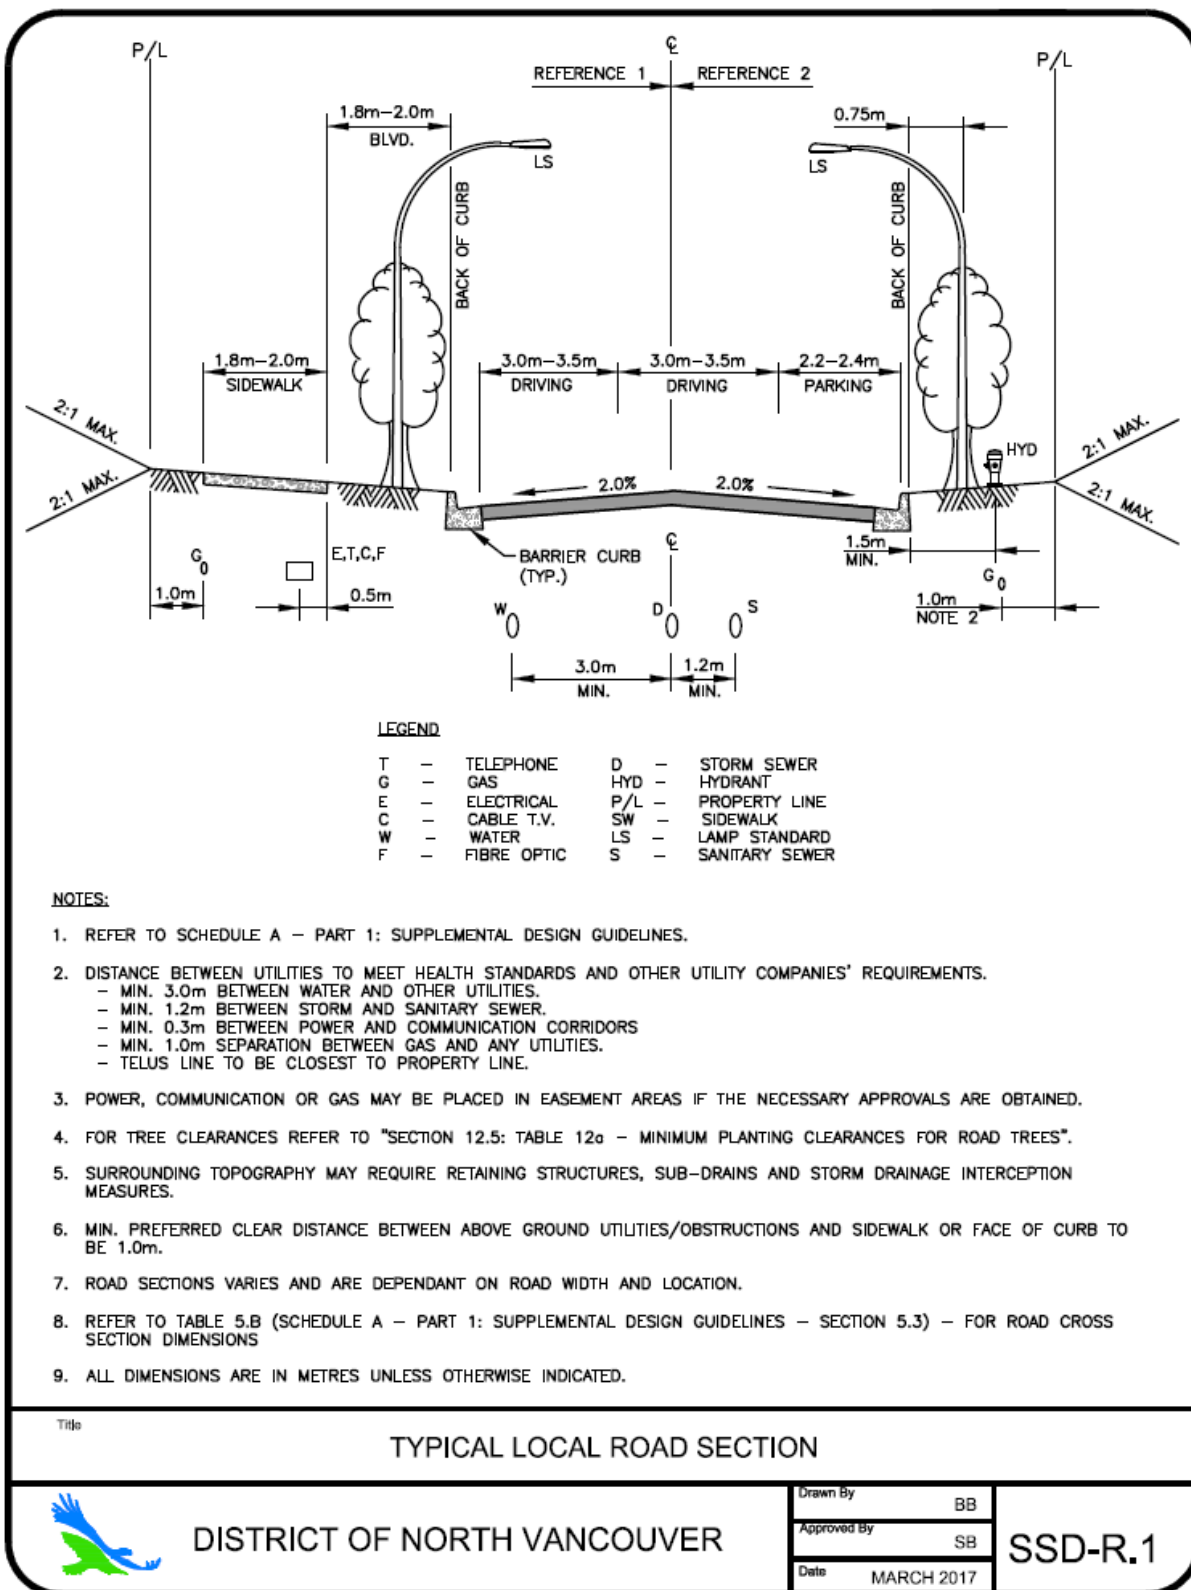 P/L
℄
P/L
REFERENCE 1
REFERENCE 2
1.8m–2.0m
BLVD.
0.75m
LS
LS
BACK OF CURB
BACK OF CURB
1.8m–2.0m
SIDEWALK
3.0m–3.5m
DRIVING
3.0m–3.5m
DRIVING
2.2–2.4m
PARKING
2:1 MAX.
2:1 MAX.
HYD
2:1 MAX.
2:1 MAX.
2.0%
2.0%
G
E,T,C,F
BARRIER CURB
(TYP.)
℄
1.5m
MIN.
G
1.0m
0.5m
1.0m
NOTE 2
W
D
S
3.0m
MIN.
1.2m
MIN.
LEGEND
T – TELEPHONE D – STORM SEWER
G – GAS HYD – HYDRANT
E – ELECTRICAL P/L – PROPERTY LINE
C – CABLE T.V. SW – SIDEWALK
W – WATER LS – LAMP STANDARD
F – FIBRE OPTIC S – SANITARY SEWER
NOTES:
1. REFER TO SCHEDULE A – PART 1: SUPPLEMENTAL DESIGN GUIDELINES.
2. DISTANCE BETWEEN UTILITIES TO MEET HEALTH STANDARDS AND OTHER UTILITY COMPANIES' REQUIREMENTS.
– MIN. 3.0m BETWEEN WATER AND OTHER UTILITIES.
– MIN. 1.2m BETWEEN STORM AND SANITARY SEWER.
– MIN. 0.3m BETWEEN POWER AND COMMUNICATION CORRIDORS
– MIN. 1.0m SEPARATION BETWEEN GAS AND ANY UTILITIES.
– TELUS LINE TO BE CLOSEST TO PROPERTY LINE.
3. POWER, COMMUNICATION OR GAS MAY BE PLACED IN EASEMENT AREAS IF THE NECESSARY APPROVALS ARE OBTAINED.
4. FOR TREE CLEARANCES REFER TO "SECTION 12.5: TABLE 12a – MINIMUM PLANTING CLEARANCES FOR ROAD TREES".
5. SURROUNDING TOPOGRAPHY MAY REQUIRE RETAINING STRUCTURES, SUB–DRAINS AND STORM DRAINAGE INTERCEPTION
MEASURES.
6. MIN. PREFERRED CLEAR DISTANCE BETWEEN ABOVE GROUND UTILITIES/OBSTRUCTIONS AND SIDEWALK OR FACE OF CURB TO
BE 1.0m.
7. ROAD SECTIONS VARIES AND ARE DEPENDANT ON ROAD WIDTH AND LOCATION.
8. REFER TO TABLE 5.B (SCHEDULE A – PART 1: SUPPLEMENTAL DESIGN GUIDELINES – SECTION 5.3) – FOR ROAD CROSS
SECTION DIMENSIONS
9. ALL DIMENSIONS ARE IN METRES UNLESS OTHERWISE INDICATED.
Title
TYPICAL LOCAL ROAD SECTION
DISTRICT OF NORTH VANCOUVER
Drawn By
BB
Approved By
SB
Date
MARCH 2017
SSD-R.1